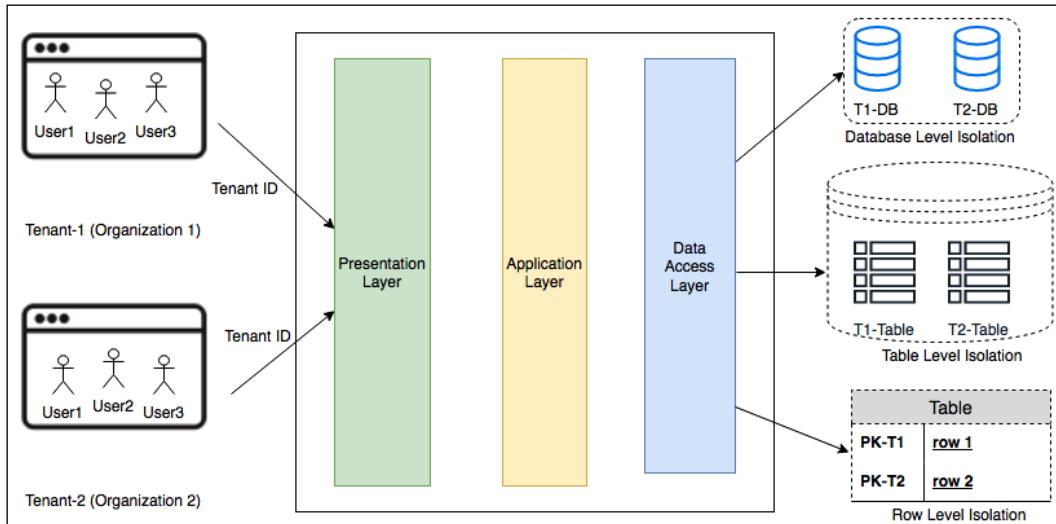 User1
User2
User3
Tenant ID
Tenant-1 (Organization 1)
User1
User2
User3
Tenant ID
Tenant-2 (Organization 2)
Presentation
Layer
Application
Layer
Data
Access
Layer
T1-DB
T2-DB
Database Level Isolation
T1-Table
T2-Table
Table Level Isolation
Table
PK-T1
row 1
PK-T2
row 2
Row Level Isolation